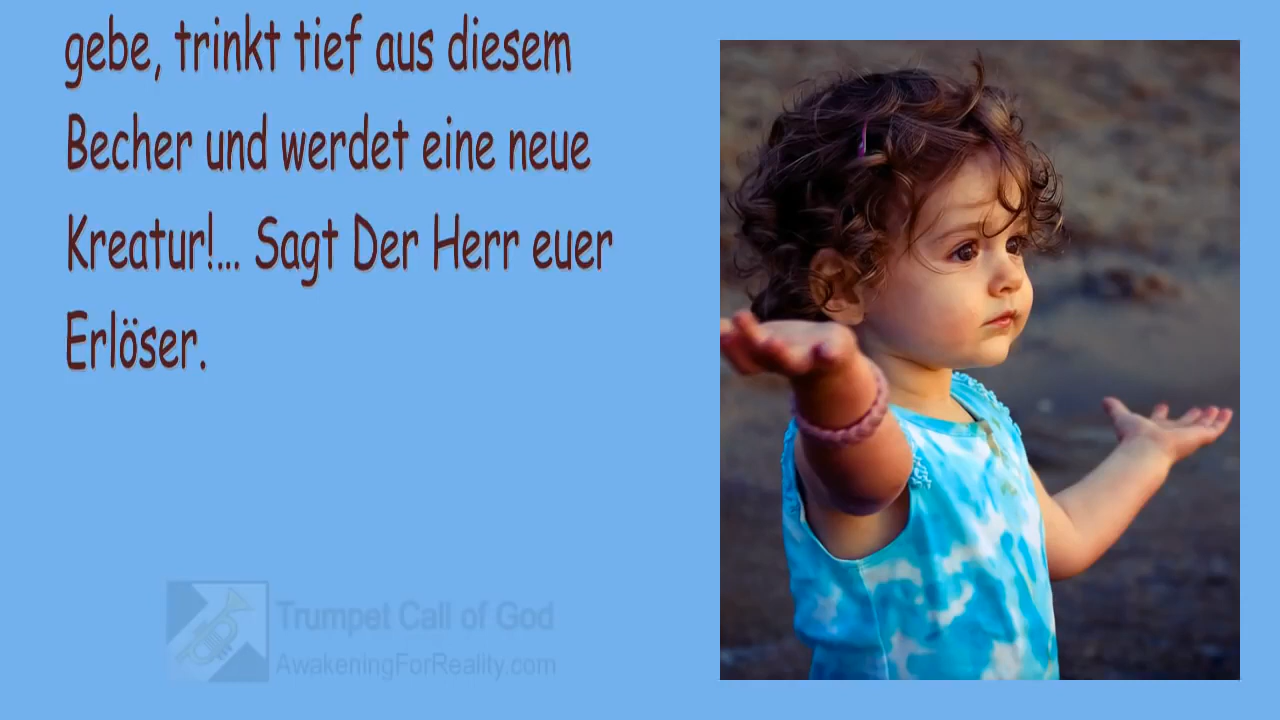 gebe, trinkt tief aus diesem
Becher und werdet eine neue
Kreatur!... Sagt Der Herr euer
Erlöser.
Trumpet Call of God
AwakeningForReality.com